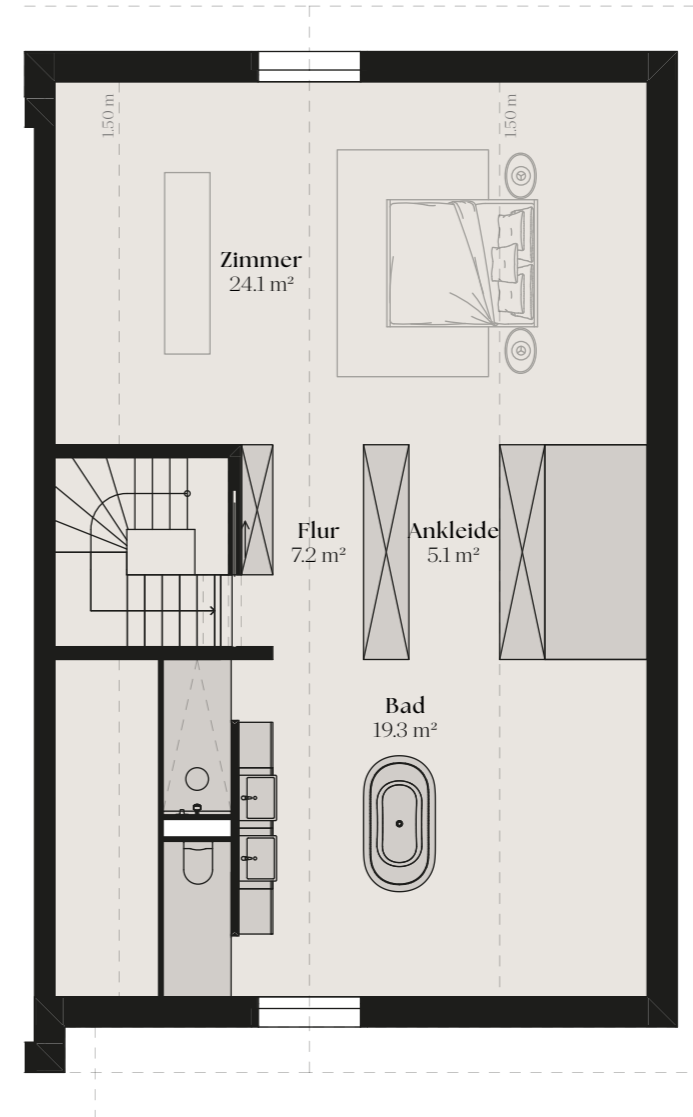 1.50 m
1.50 m
Zimmer
24.1 m²
Flur
7.2 m²
Ankleide
5.1 m²
Bad
19.3 m²